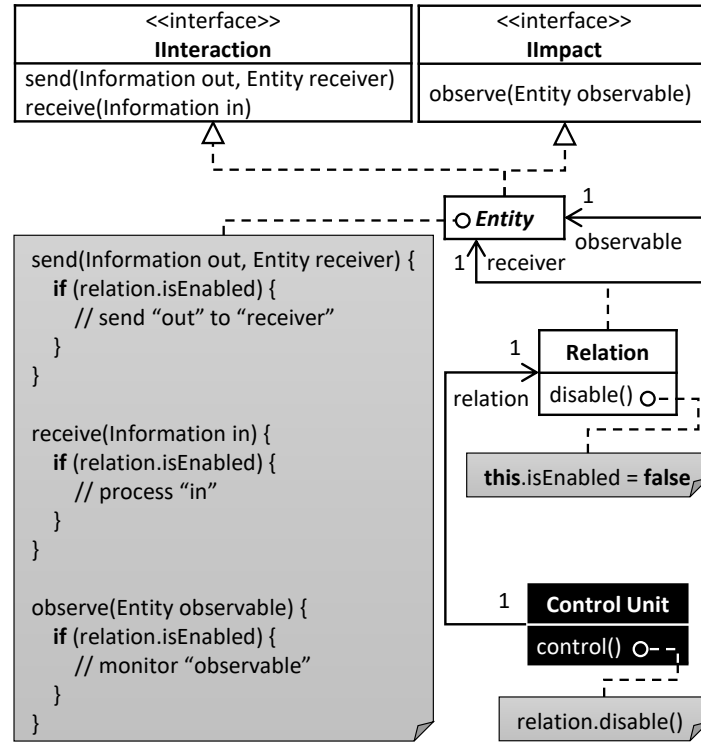 <<interface>>
IInteraction
send(Information out, Entity receiver)
receive(Information in)
<<interface>>
IImpact
observe(Entity observable)
Entity
1
observable
1
receiver
send(Information out, Entity receiver) {
if (relation.isEnabled) {
// send “out” to “receiver”
}
}
receive(Information in) {
if (relation.isEnabled) {
// process “in”
}
}
observe(Entity observable) {
if (relation.isEnabled) {
// monitor “observable”
}
}
1
relation
Relation
disable()
this.isEnabled = false
1
Control Unit
control()
relation.disable()